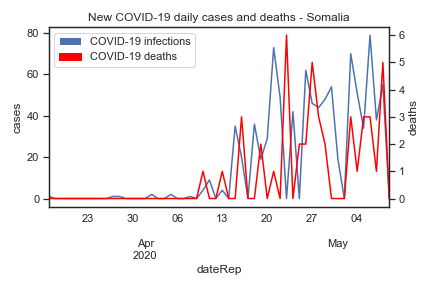 New COVID-19 daily cases and deaths - Somalia
COVID-19 infections
COVID-19 deaths
80
60
40
20
0
cases
6
5
4
3
2
1
0
deaths
23 30 06 13 20 27 04
Apr May
2020
dateRep